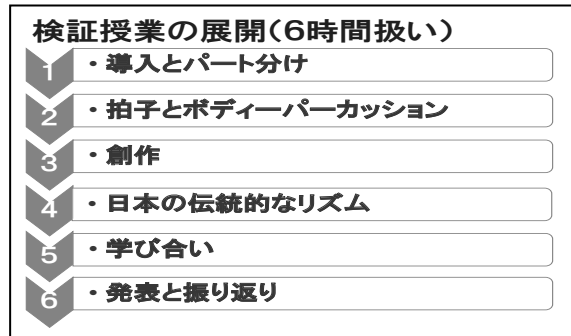 検証授業の展開(6時間扱い)
1 ・導入とパート分け
2 ・拍子とボディーパーカッション
3 ・創作
4 ・日本の伝統的なリズム
5 ・学び合い
6 ・発表と振り返り